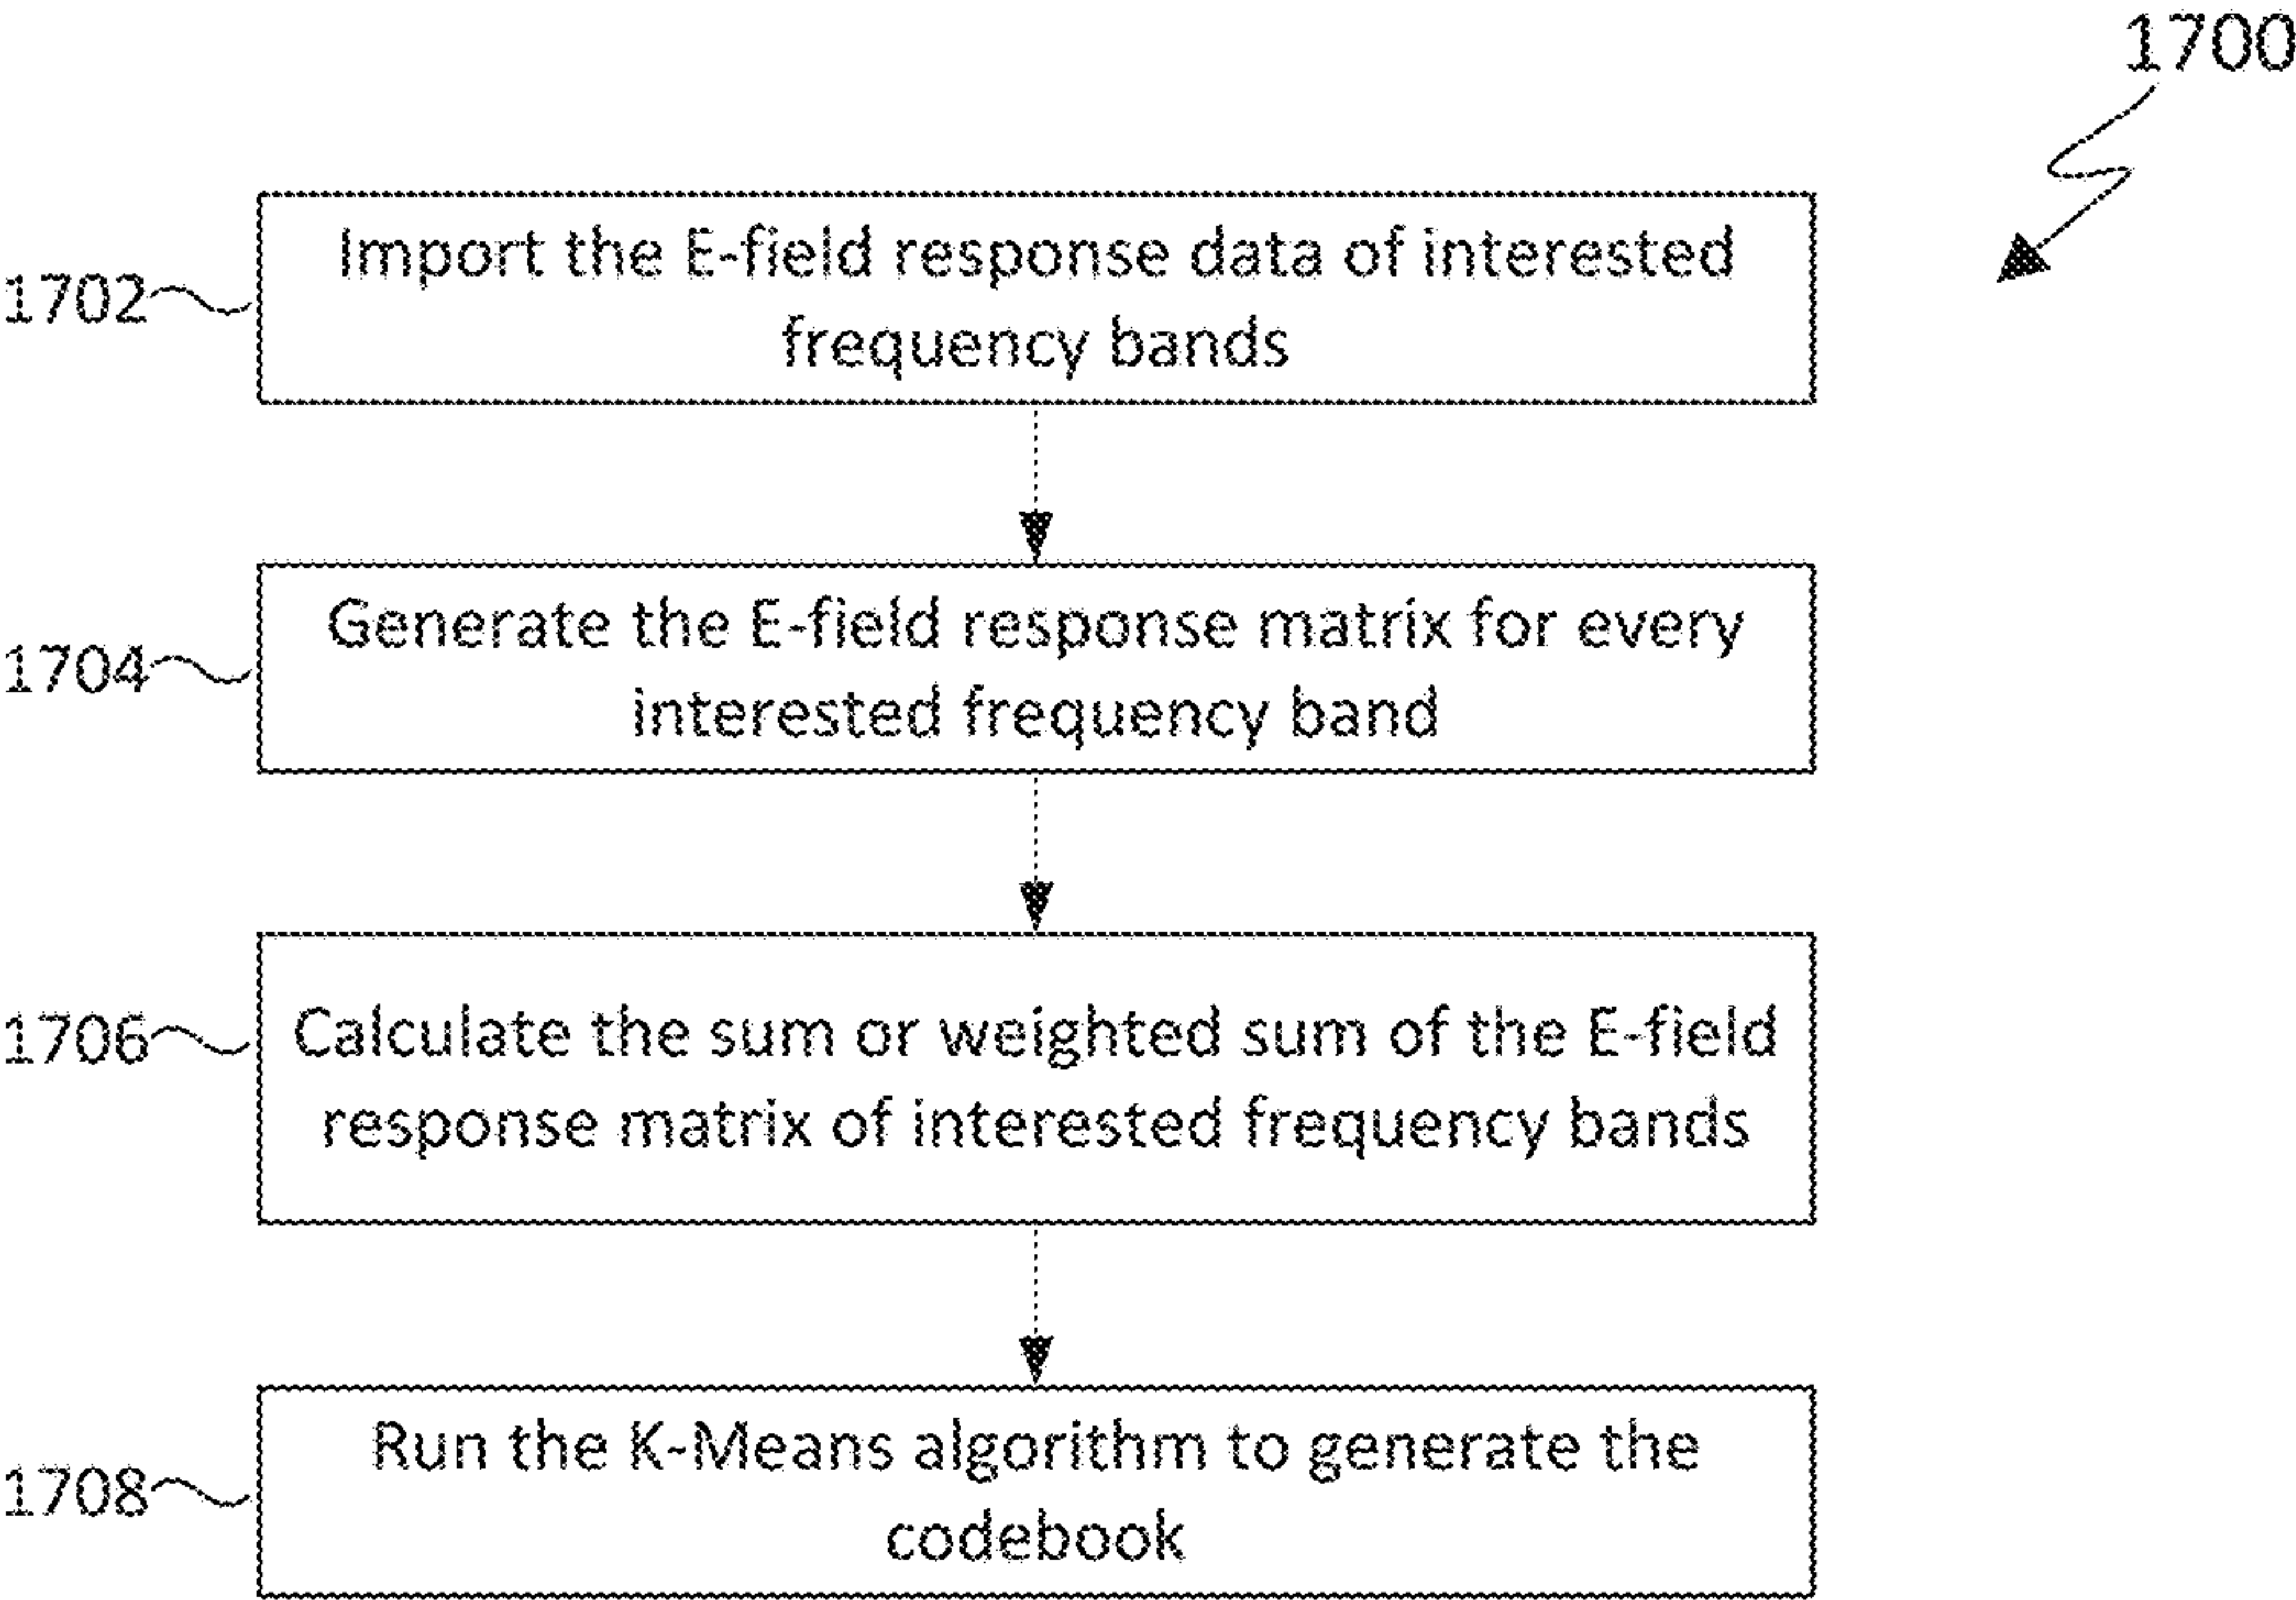 1700
1702
Import the E-field response data of interested
frequency bands
1704
Generate the E-field response matrix for every
interested frequency band
1706
Calculate the sum or weighted sum of the E-field
response matrix of interested frequency bands
1708
Run the K-Means algorithm to generate the
codebook